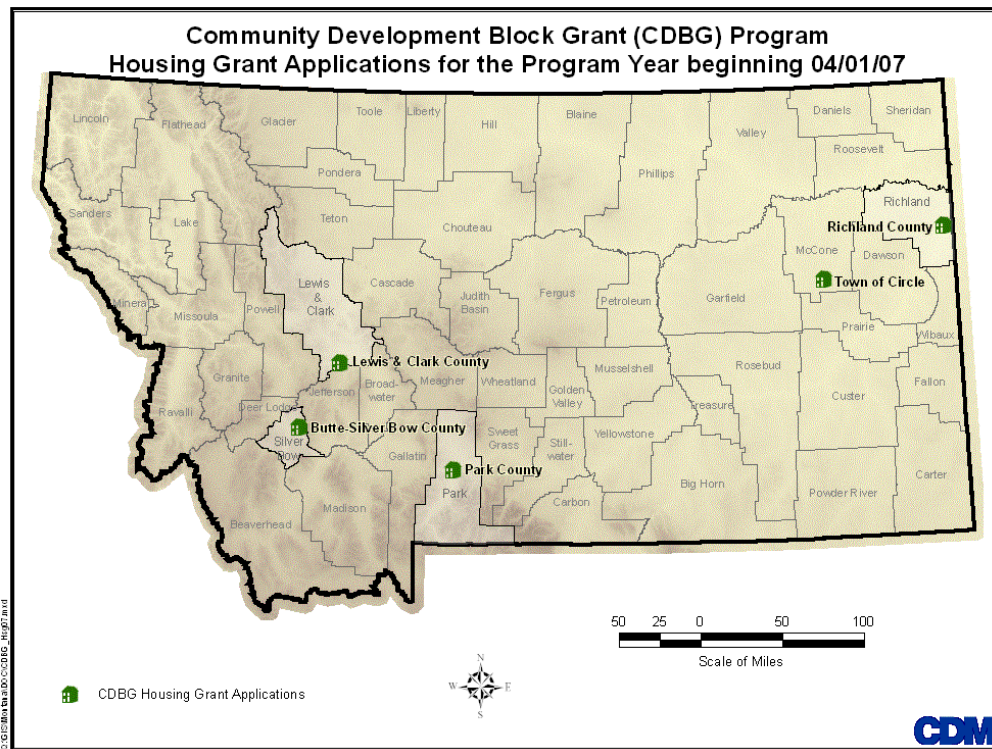 Community Development Block Grant (CDBG) Program
Housing Grant Applications for the Program Year beginning 04/01/07
Lincoln
Flathead
Glacier
Toole
Liberty
Hill
Blaine
Phillips
Valley
Daniels
Sheridan
Roosevelt
Sanders
Lake
Pondera
Teton
Chouteau
Richland
Richland County
McCone
Dawson
Town of Circle
Mineral
Missoula
Powell
Lewis
&
Clark
Cascade
Judith
Basin
Fergus
Petroleum
Garfield
Prairie
Wibaux
Lewis & Clark County
Granite
Jefferson
Broad-
water
Meagher
Wheatland
Golden
Valley
Musselshell
Rosebud
Treasure
Custer
Fallon
Ravalli
Deer Lodge
Butte-Silver Bow County
Silver
Bow
Gallatin
Park County
Park
Sweet
Grass
Still-
water
Yellowstone
Carbon
Big Horn
Powder River
Carter
Beaverhead
Madison
50 25 0 50 100
Scale of Miles
N
W E
S
CDBG Housing Grant Applications
CDM